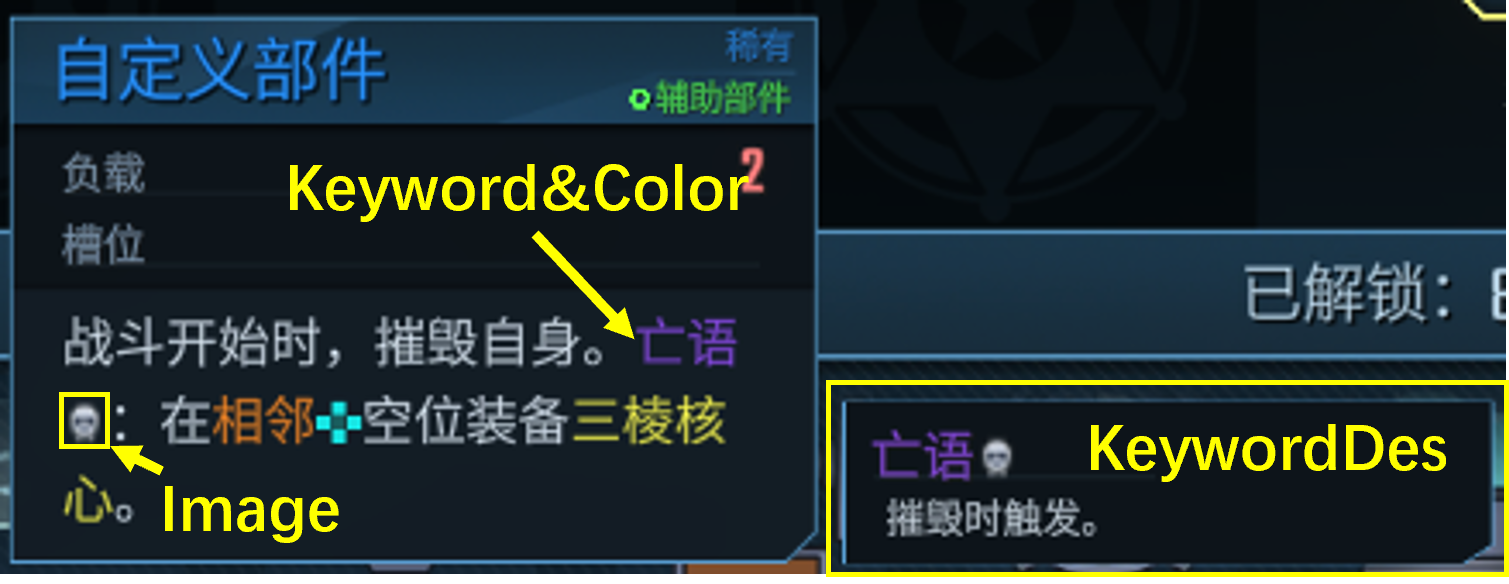 自定义部件
稀有
辅助部件
负载
2
Keyword&Color
槽位
已解锁：
战斗开始时，摧毁自身。亡语
：在相邻空位装备三棱核
心。
Image
亡语
KeywordDes
摧毁时触发。